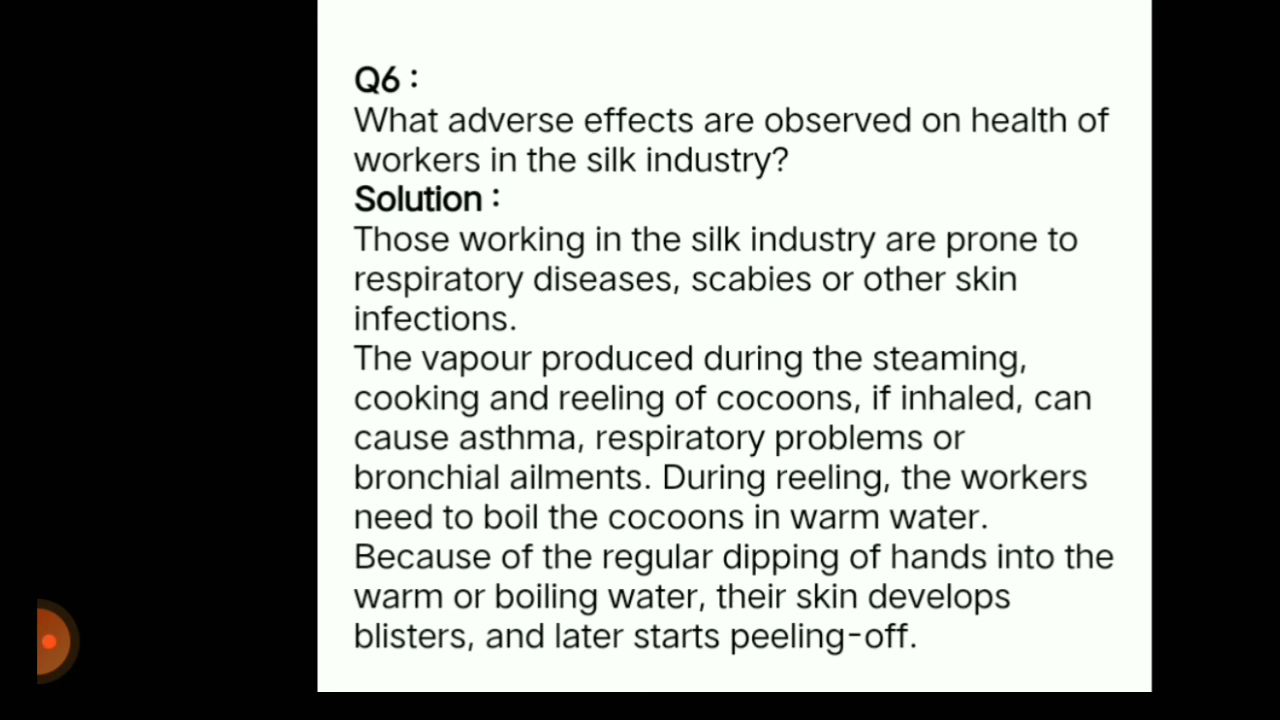 Q6 :
What adverse effects are observed on health of
workers in the silk industry?
Solution :
Those working in the silk industry are prone to
respiratory diseases, scabies or other skin
infections.
The vapour produced during the steaming,
cooking and reeling of cocoons, if inhaled, can
cause asthma, respiratory problems or
bronchial ailments. During reeling, the workers
need to boil the cocoons in warm water.
Because of the regular dipping of hands into the
warm or boiling water, their skin develops
blisters, and later starts peeling-off.